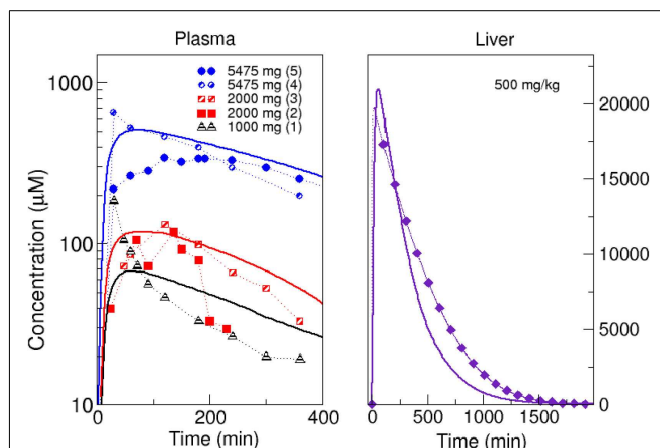 Plasma
Liver
5475 mg (5)
5475 mg (4)
2000 mg (3)
2000 mg (2)
1000 mg (1)
500 mg/kg
Concentration (μM)
1000
100
10
0
200
400
Time (min)
20000
15000
10000
5000
0
0
500
1000
1500
Time (min)